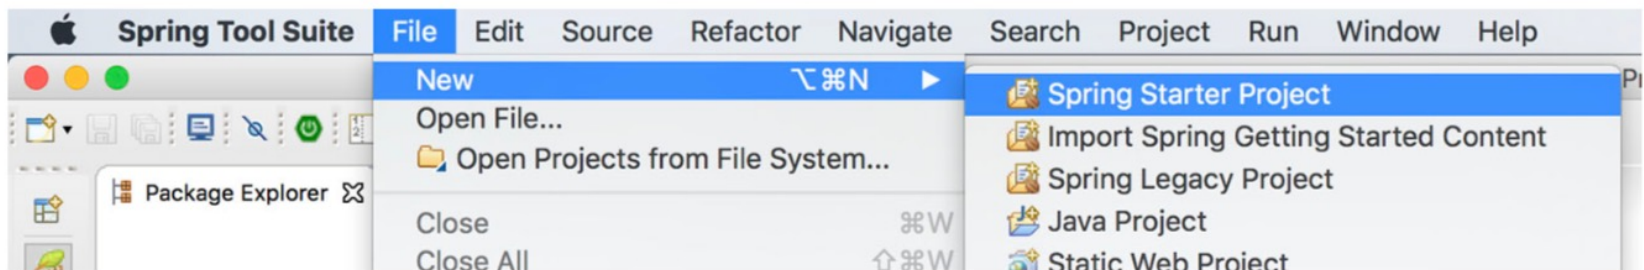 Spring Tool Suite File Edit Source Refactor Navigate Search Project Run Window Help
New ⌥⌘N ▶
Spring Starter Project
Open File...
Import Spring Getting Started Content
Open Projects from File System...
Spring Legacy Project
Package Explorer
Close ⌘W
Java Project
Close All ⇧⌘W
Static Web Project